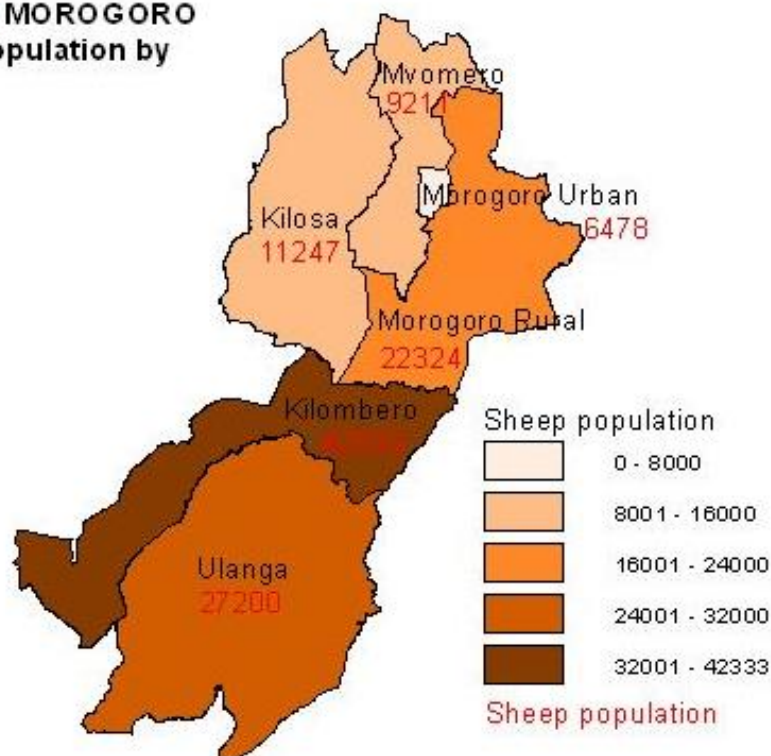 MOROGORO
opulation by
Mvomero
9211
Morogoro Urban
6478
Kilosa
11247
Morogoro Rural
22324
Kilombero
Ulanga
27200
Sheep population
0 - 8000
8001 - 16000
16001 - 24000
24001 - 32000
32001 - 42333
Sheep population